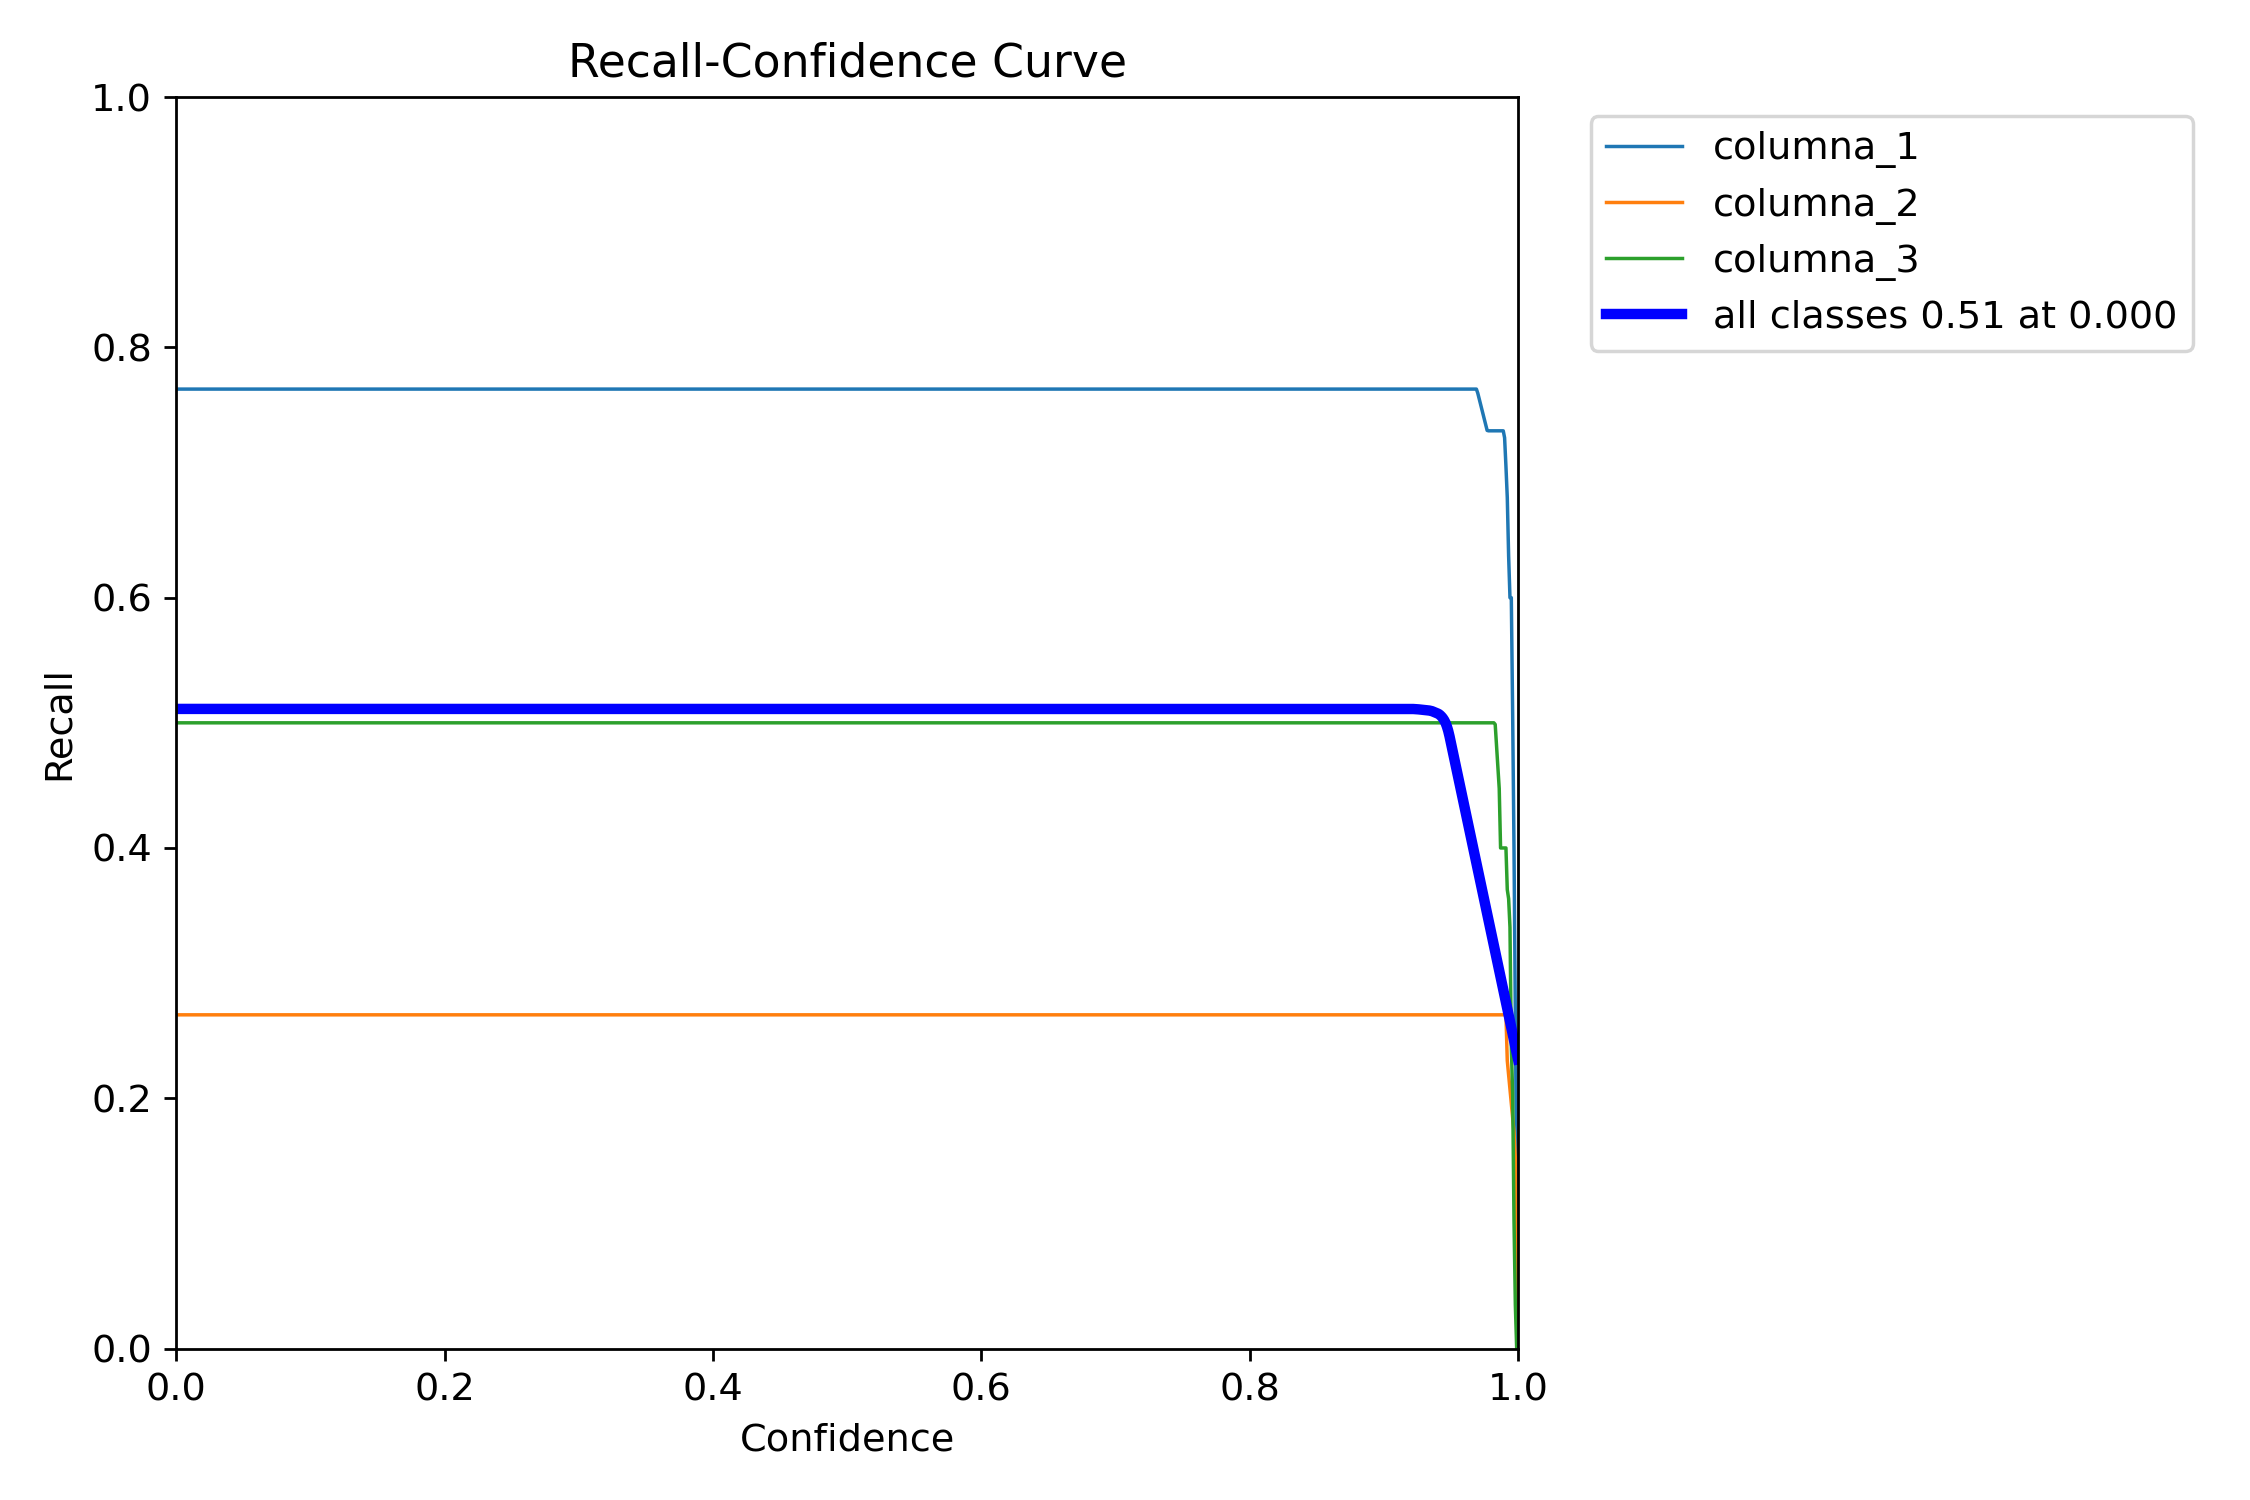 Recall-Confidence Curve
1.0
0.8
0.6
0.4
0.2
0.0
Recall
0.0 0.2 0.4 0.6 0.8 1.0
Confidence
columna_1
columna_2
columna_3
all classes 0.51 at 0.000